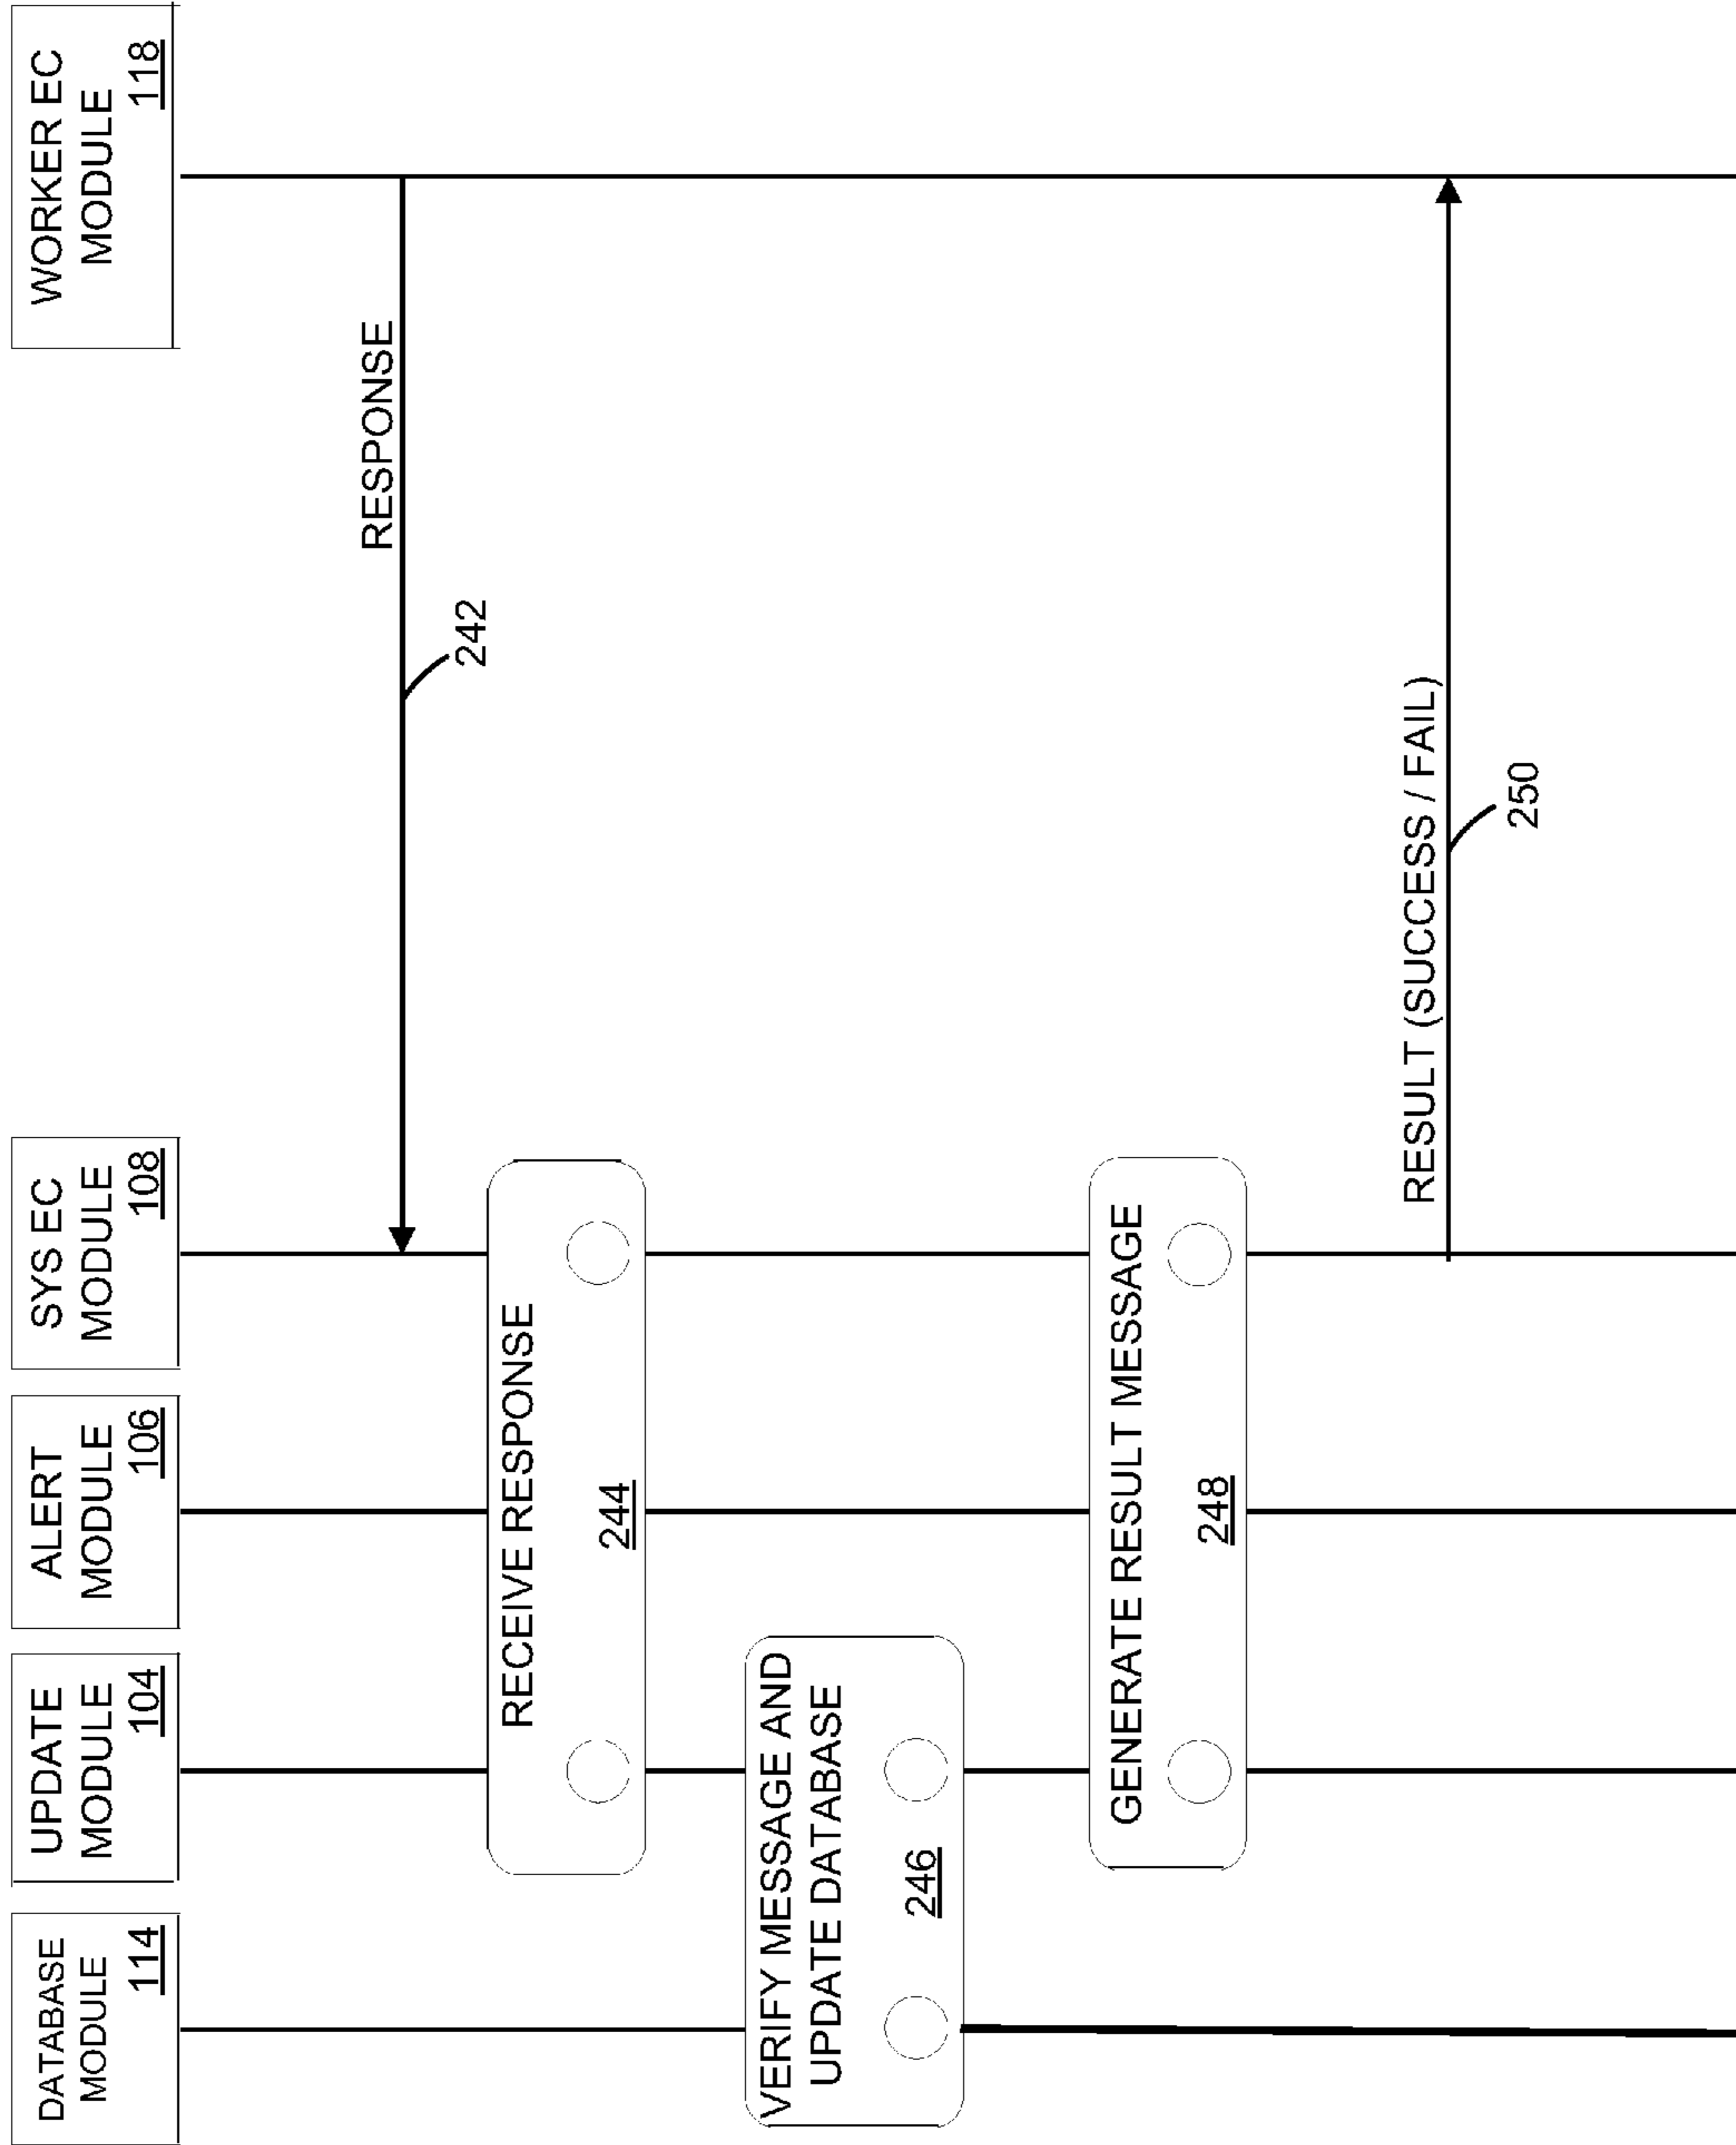 DATABASE
MODULE
114
UPDATE
MODULE
104
ALERT
MODULE
106
SYS EC
MODULE
108
WORKER EC
MODULE
118
RESPONSE
242
RECEIVE RESPONSE
244
VERIFY MESSAGE AND
UPDATE DATABASE
246
GENERATE RESULT MESSAGE
248
RESULT (SUCCESS / FAIL)
250